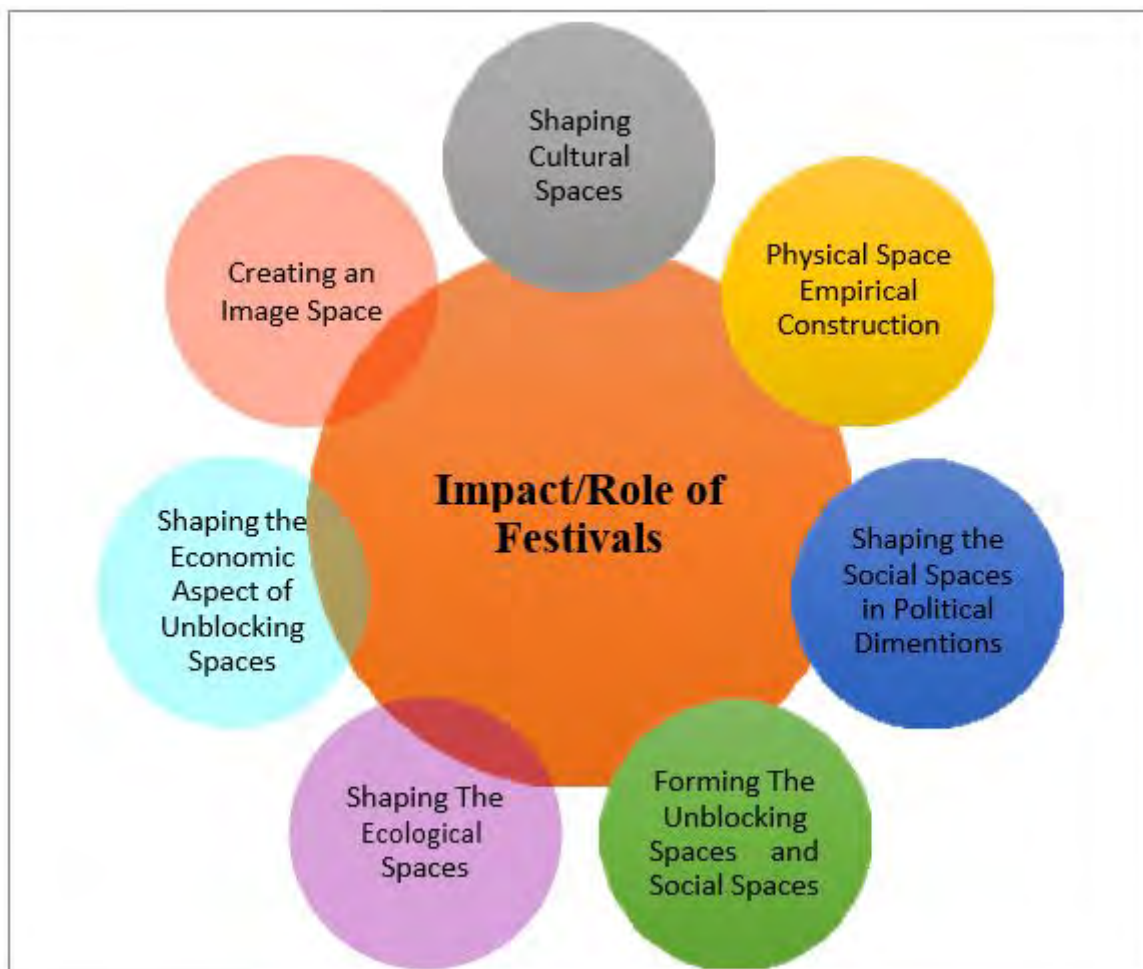 Shaping
Cultural
Spaces
Physical Space
Empirical
Construction
Shaping the
Social Spaces
in Political
Dimentions
Forming The
Unblocking
Spaces and
Social Spaces
Shaping The
Ecological
Spaces
Shaping the
Economic
Aspect of
Unblocking
Spaces
Creating an
Image Space
Impact/Role of
Festivals